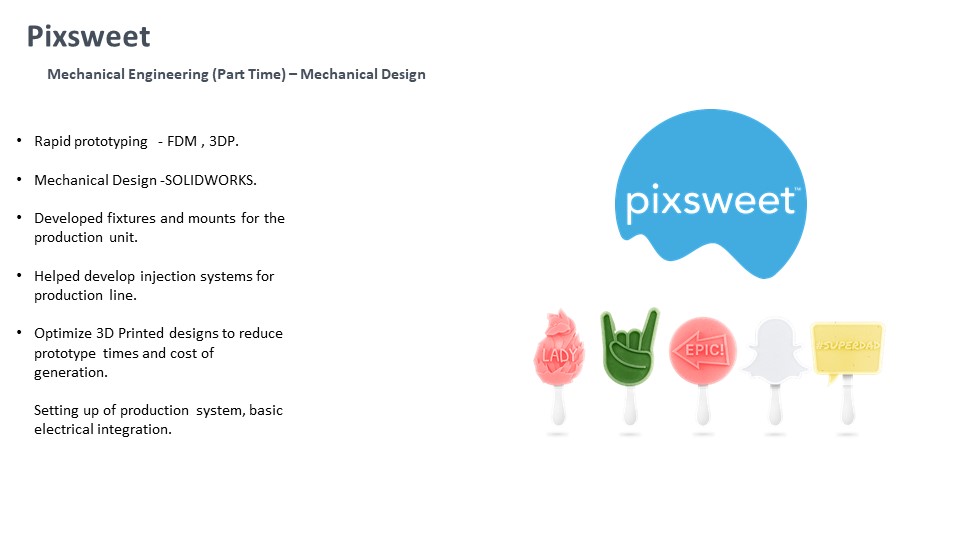 Pixsweet
Mechanical Engineering (Part Time) – Mechanical Design
• Rapid prototyping - FDM , 3DP.
• Mechanical Design -SOLIDWORKS.
• Developed fixtures and mounts for the
production unit.
• Helped develop injection systems for
production line.
• Optimize 3D Printed designs to reduce
prototype times and cost of
generation.
Setting up of production system, basic
electrical integration.
pixsweet™
LADY
EPIC!
#SUPERDAD